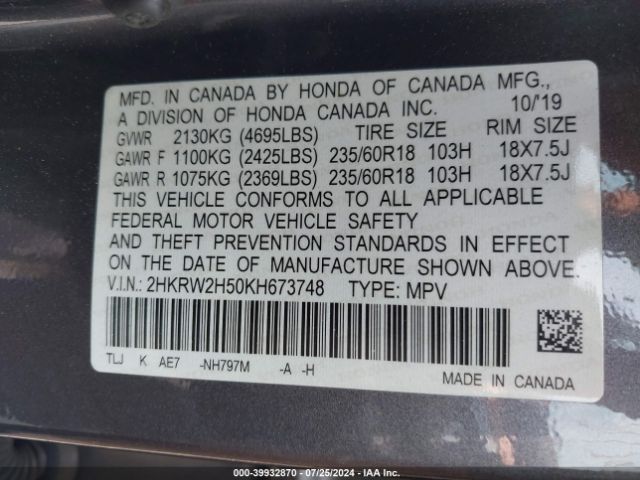 MFD. IN CANADA BY HONDA OF CANADA MFG.,
A DIVISION OF HONDA CANADA INC. 10/'19
GVWR 2130KG (4695LBS) TIRE SIZE RIM SIZE
GAWR F 1100KG (2425LBS) 235/60R18 103H 18X7.5J
GAWR R 1075KG (2369LBS) 235/60R18 103H 18X7.5J
THIS VEHICLE CONFORMS TO ALL APPLICABLE
FEDERAL MOTOR VEHICLE SAFETY
AND THEFT PREVENTION STANDARDS IN EFFECT
ON THE DATE OF MANUFACTURE SHOWN ABOVE.
V.I.N.: 2HKRW2H50KH673748 TYPE: MPV
TLJ K AE7 -NH797M -A -H
MADE IN CANADA
000-39932870 | 07/25/2024 | IAAI.COM